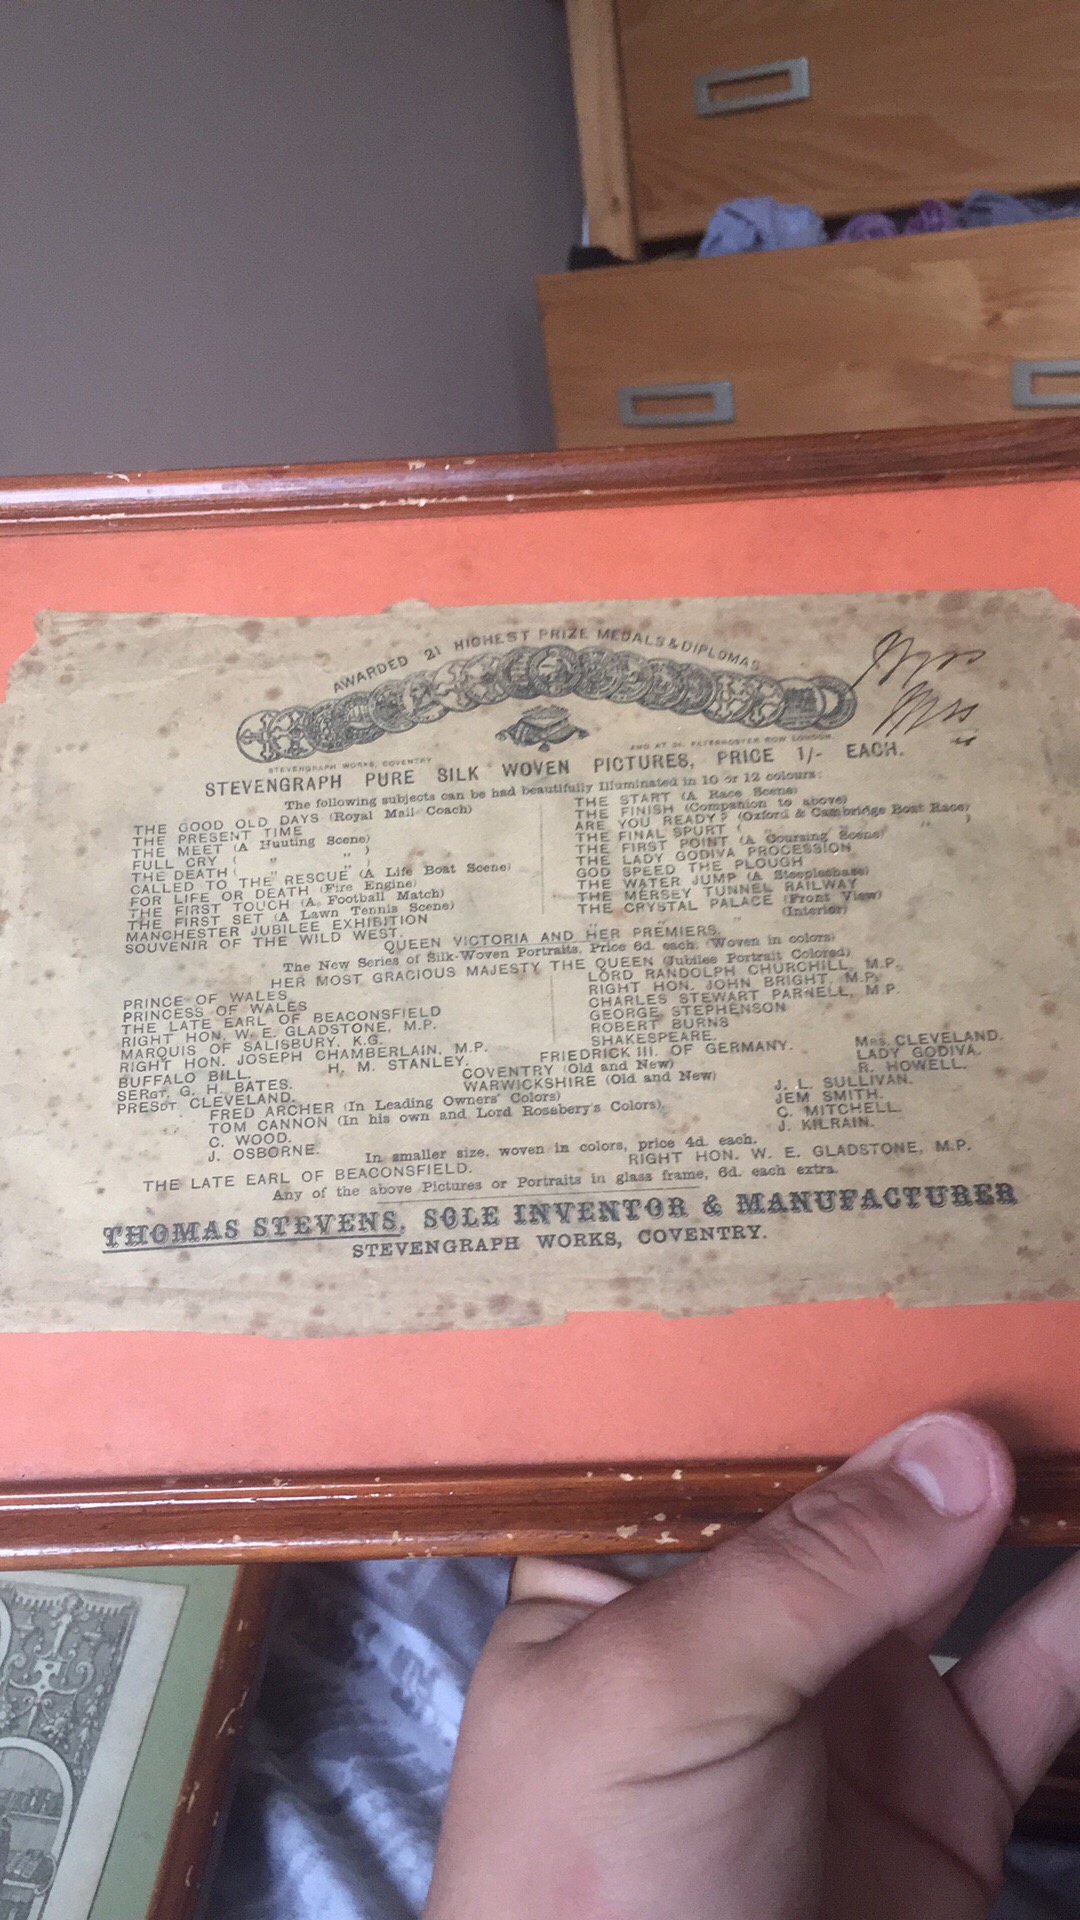 AWARDED 21 HIGHEST PRIZE MEDALS & DIPLOMAS
Mrs
STEVENGRAPH WORKS, COVENTRY
AND AT 34, PATERNOSTER ROW LONDON.
STEVENGRAPH PURE SILK WOVEN PICTURES, PRICE 1/- EACH.
The following subjects can be had beautifully Illuminated in 10 or 12 colours:
THE GOOD OLD DAYS (Royal Mail Coach)
THE PRESENT TIME
THE MEET (A Huuting Scene)
FULL CRY ( " " )
THE DEATH ( " " )
CALLED TO THE RESCUE (A Life Boat Scene)
FOR LIFE OR DEATH (Fire Engine)
THE FIRST TOUCH (A Football Match)
THE FIRST SET (A Lawn Tennis Scene)
MANCHESTER JUBILEE EXHIBITION
SOUVENIR OF THE WILD WEST.
THE START (A Race Scene)
THE FINISH (Companion to above)
ARE YOU READY? (Oxford & Cambridge Boat Race)
THE FINAL SPURT ( " " " )
THE FIRST POINT (A Coursing Scene)
THE LADY GODIVA PROCESSION
GOD SPEED THE PLOUGH
THE WATER JUMP (A Steeplechase)
THE MERSEY TUNNEL RAILWAY
THE CRYSTAL PALACE (Front View)
" " (Interior)
QUEEN VICTORIA AND HER PREMIERS.
The New Series of Silk-Woven Portraits, Price 6d. each. (Woven in colors)
HER MOST GRACIOUS MAJESTY THE QUEEN (Jubilee Portrait Colored)
PRINCE OF WALES
PRINCESS OF WALES
THE LATE EARL OF BEACONSFIELD
RIGHT HON. W. E. GLADSTONE, M.P.
MARQUIS OF SALISBURY, K.G.
RIGHT HON. JOSEPH CHAMBERLAIN, M.P.
LORD RANDOLPH CHURCHILL, M.P.
RIGHT HON. JOHN BRIGHT, M.P.
CHARLES STEWART PARNELL, M.P.
GEORGE STEPHENSON
ROBERT BURNS
SHAKESPEARE.
BUFFALO BILL. H. M. STANLEY. FRIEDRICK III. OF GERMANY. MRS. CLEVELAND.
SERGT. G. H. BATES. COVENTRY (Old and New) LADY GODIVA.
PRESDT CLEVELAND. WARWICKSHIRE (Old and New) R. HOWELL.
FRED ARCHER (In Leading Owners' Colors) J. L. SULLIVAN.
TOM CANNON (In his own and Lord Rosebery's Colors). JEM SMITH.
C. WOOD. C. MITCHELL.
J. OSBORNE. J. KILRAIN.
In smaller size, woven in colors, price 4d. each.
THE LATE EARL OF BEACONSFIELD. RIGHT HON. W. E. GLADSTONE, M.P.
Any of the above Pictures or Portraits in glass frame, 6d. each extra.
THOMAS STEVENS, SOLE INVENTOR & MANUFACTURER
STEVENGRAPH WORKS, COVENTRY.